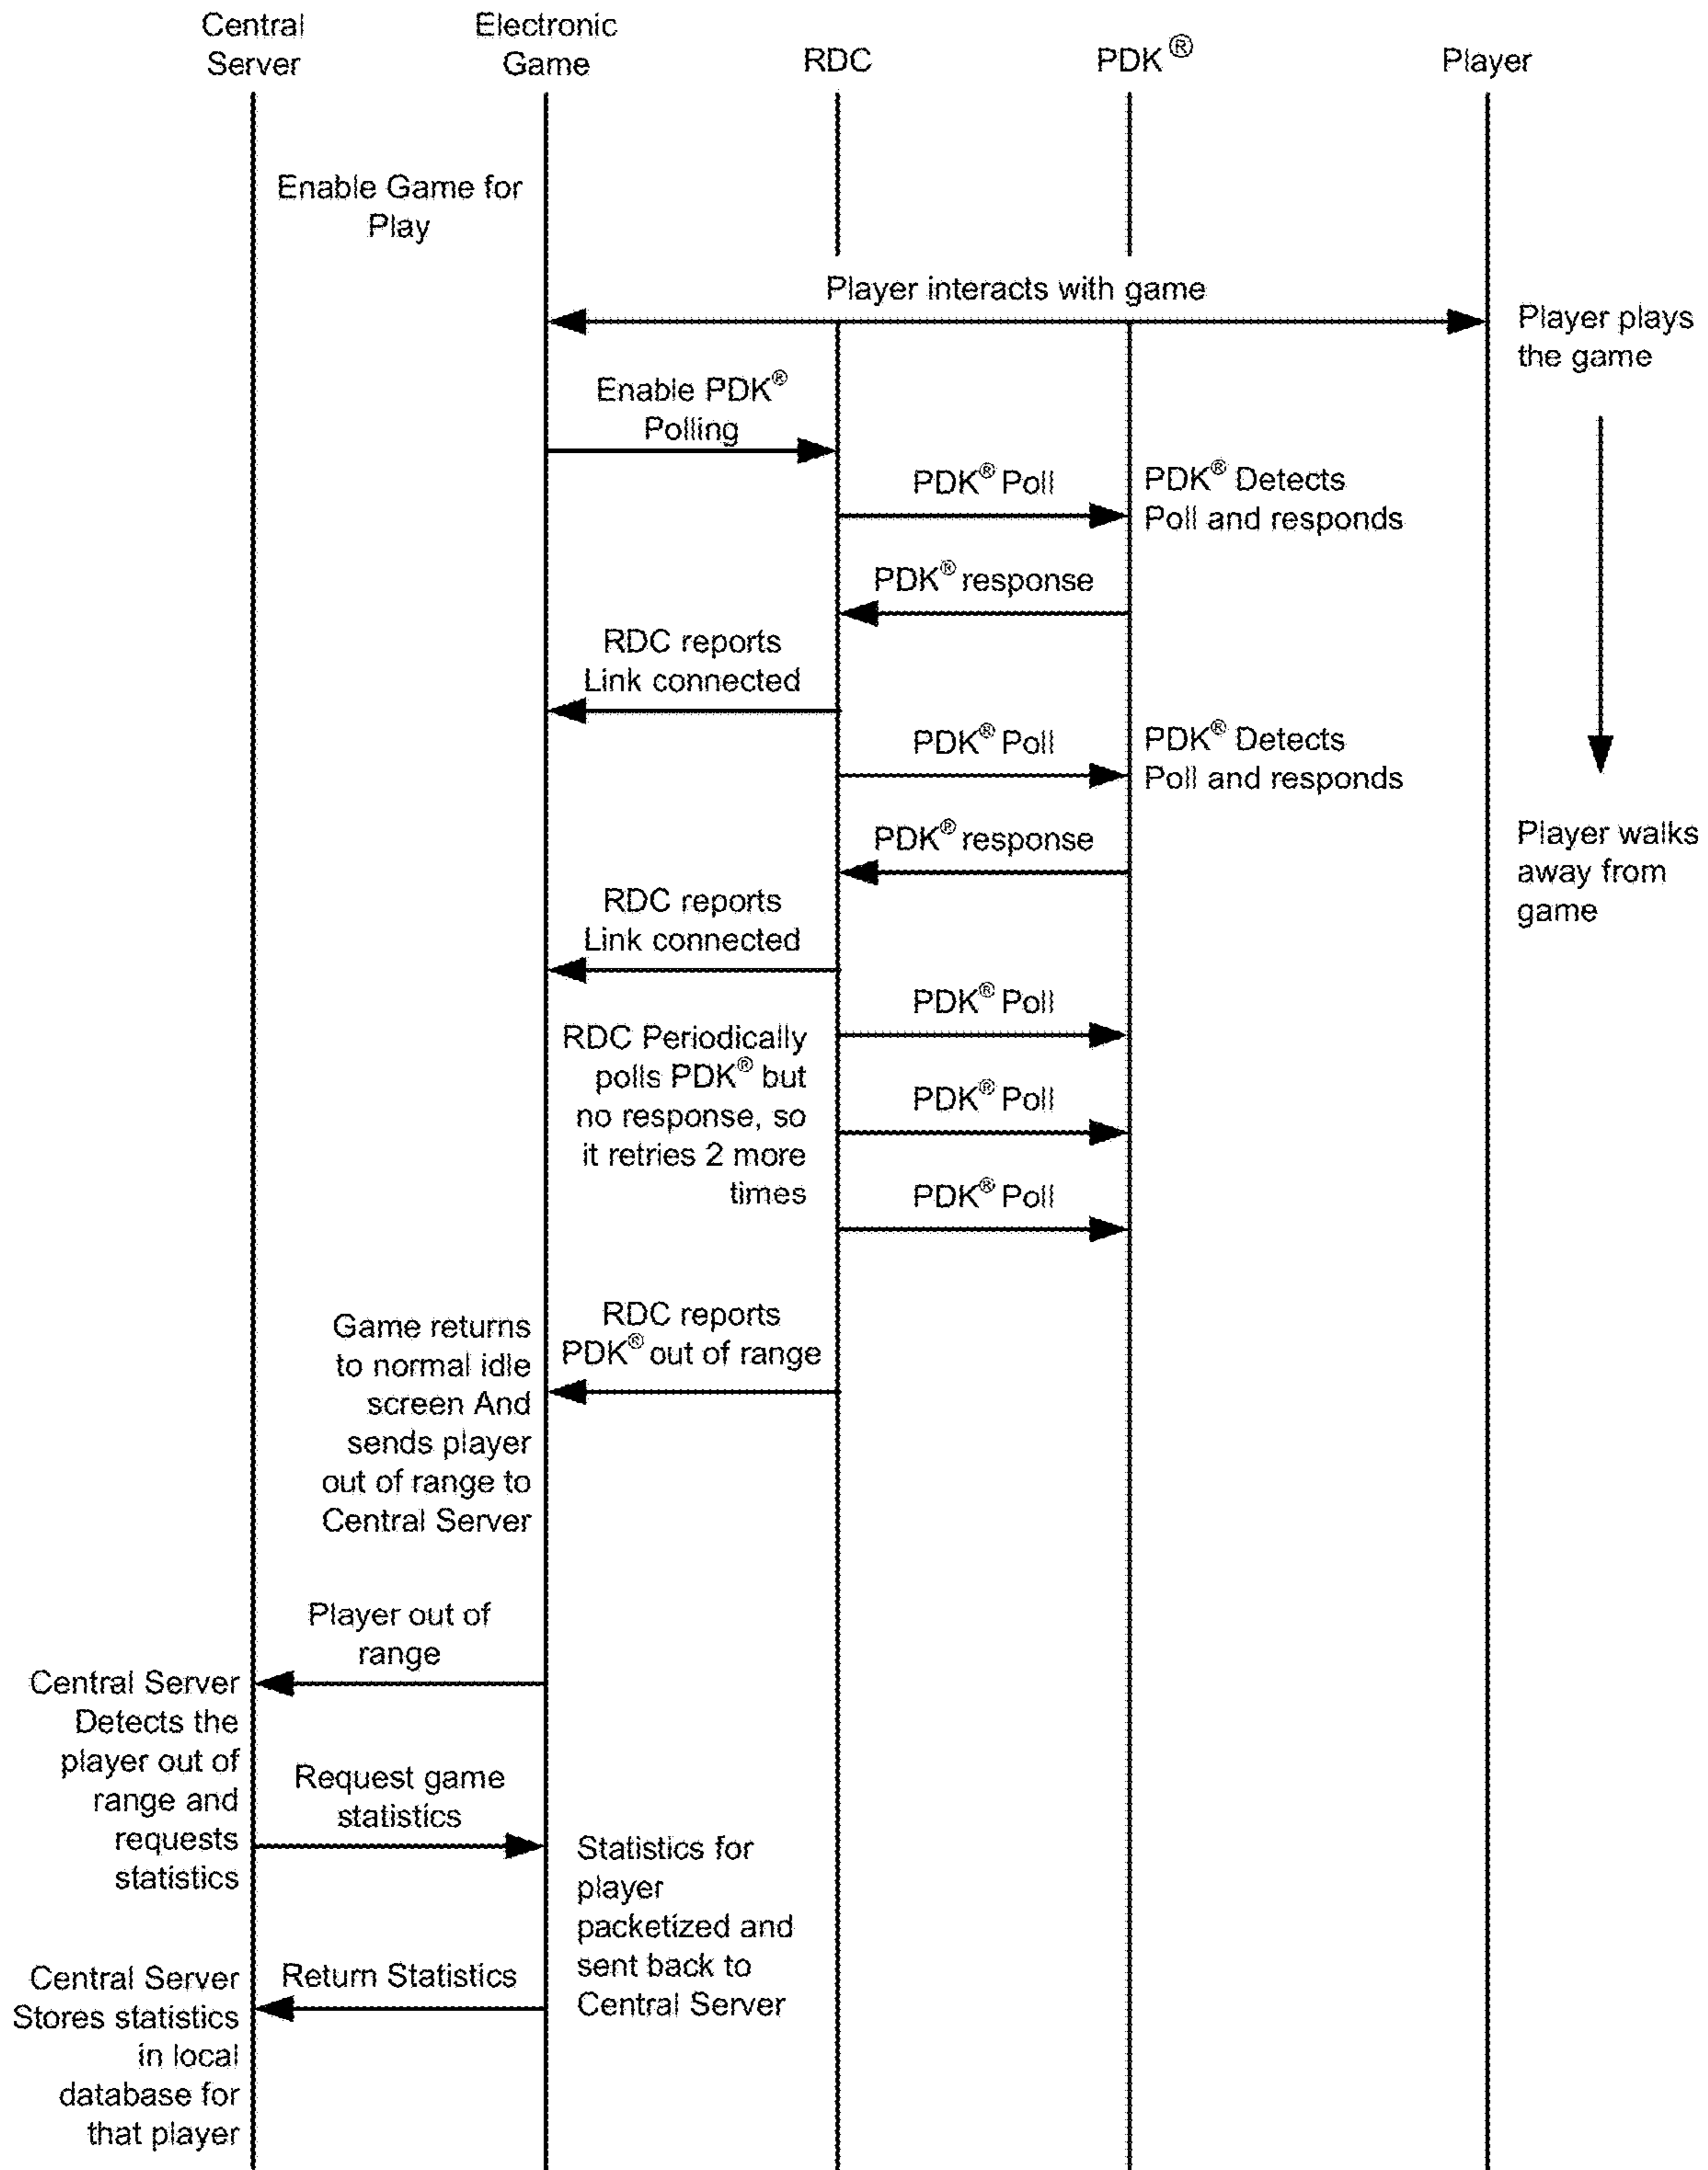 Central
Server
Electronic
Game
RDC
PDK®
Player
Enable Game for
Play
Player interacts with game
Player plays
the game
Enable PDK®
Polling
PDK® Poll
PDK® Detects
Poll and responds
PDK® response
RDC reports
Link connected
PDK® Poll
PDK® Detects
Poll and responds
PDK® response
Player walks
away from
game
RDC reports
Link connected
PDK® Poll
RDC Periodically
polls PDK® but
no response, so
it retries 2 more
times
PDK® Poll
PDK® Poll
RDC reports
PDK® out of range
Game returns
to normal idle
screen And
sends player
out of range to
Central Server
Player out of
range
Central Server
Detects the
player out of
range and
requests
statistics
Request game
statistics
Statistics for
player
packetized and
sent back to
Central Server
Return Statistics
Central Server
Stores statistics
in local
database for
that player